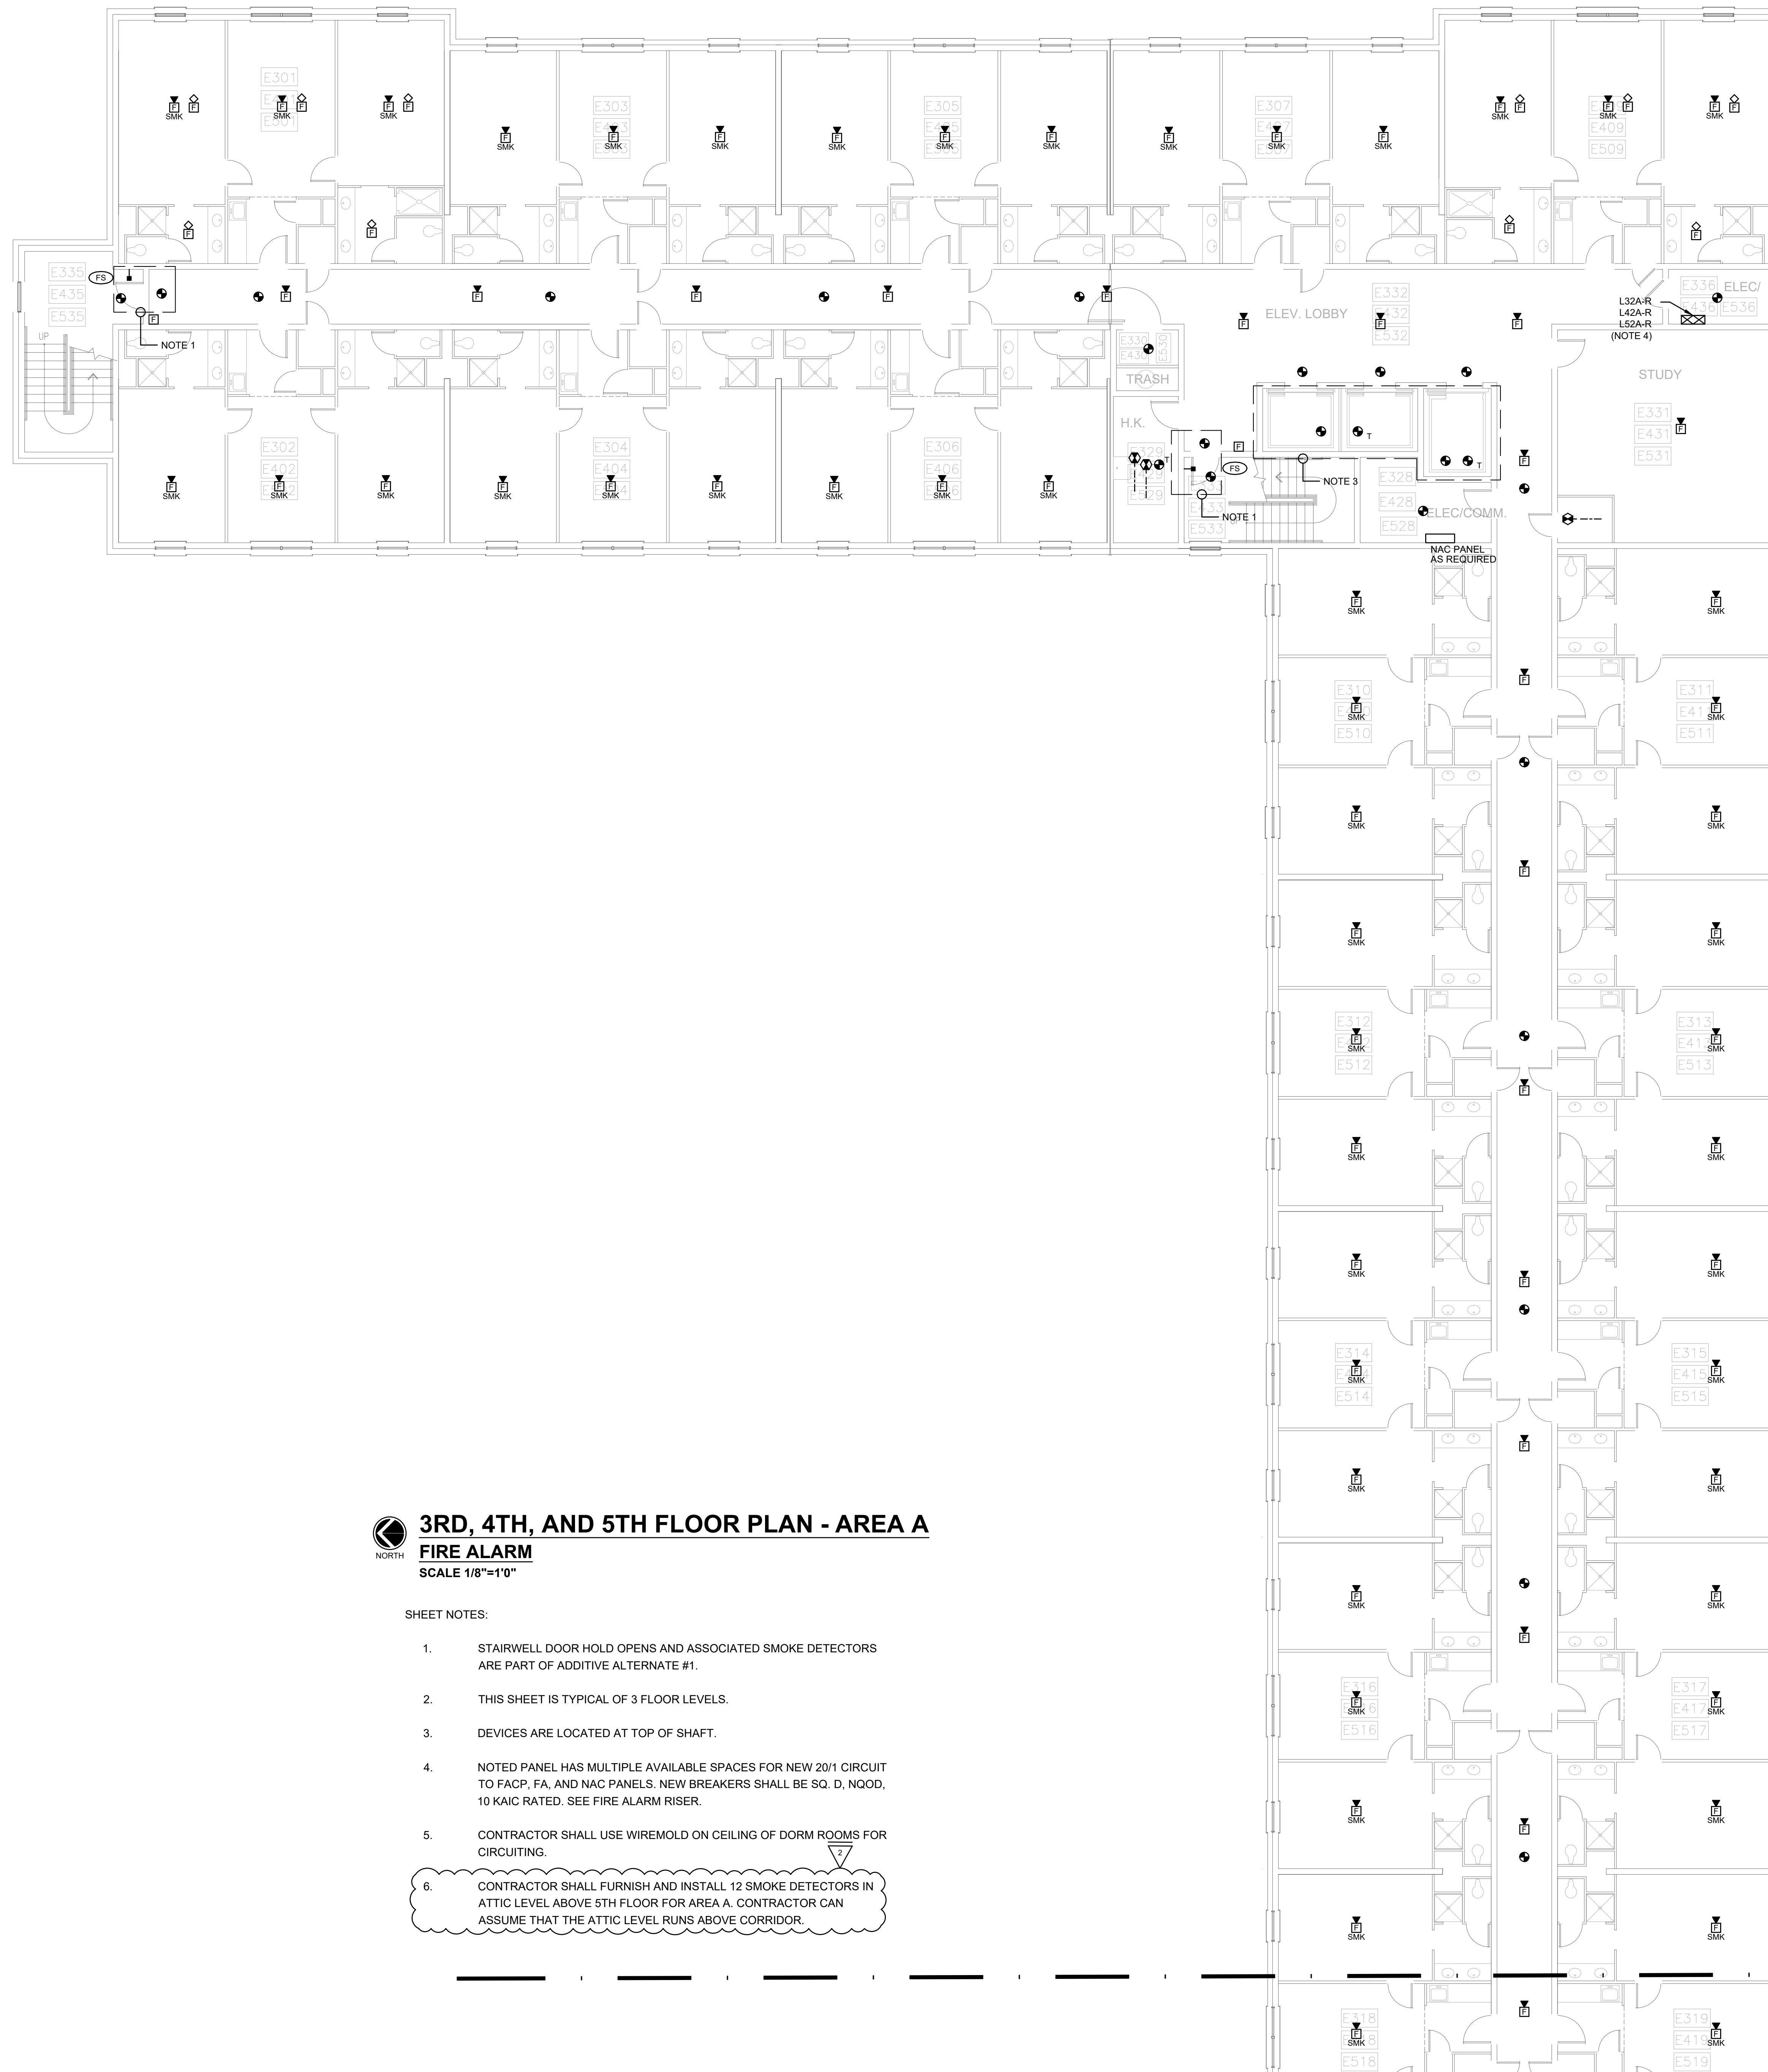 E301
E303
E305
E307
E409
E509
E335
E435
E535
UP
FS
NOTE 1
ELEV. LOBBY
E332
E432
E532
E336
ELEC/
E436
E536
L32A-R
L42A-R
L52A-R
(NOTE 4)
E330
E430
E530
TRASH
STUDY
E331
E431
E531
H.K.
E329
E529
FS
NOTE 1
E433
E533
NOTE 3
E328
E428
E528
ELEC/COMM.
NAC PANEL
AS REQUIRED
E302
E402
E304
E404
E306
E406
SMK
F
T
E310
E510
E311
E411
E511
E312
E512
E313
E413
E513
E314
E514
E315
E415
E515
E316
E516
E317
E417
E517
E318
E518
E319
E419
E519
NORTH
3RD, 4TH, AND 5TH FLOOR PLAN - AREA A
FIRE ALARM
SCALE 1/8"=1'0"
SHEET NOTES:
1. STAIRWELL DOOR HOLD OPENS AND ASSOCIATED SMOKE DETECTORS
ARE PART OF ADDITIVE ALTERNATE #1.
2. THIS SHEET IS TYPICAL OF 3 FLOOR LEVELS.
3. DEVICES ARE LOCATED AT TOP OF SHAFT.
4. NOTED PANEL HAS MULTIPLE AVAILABLE SPACES FOR NEW 20/1 CIRCUIT
TO FACP, FA, AND NAC PANELS. NEW BREAKERS SHALL BE SQ. D, NQOD,
10 KAIC RATED. SEE FIRE ALARM RISER.
5. CONTRACTOR SHALL USE WIREMOLD ON CEILING OF DORM ROOMS FOR
CIRCUITING.
2
6. CONTRACTOR SHALL FURNISH AND INSTALL 12 SMOKE DETECTORS IN
ATTIC LEVEL ABOVE 5TH FLOOR FOR AREA A. CONTRACTOR CAN
ASSUME THAT THE ATTIC LEVEL RUNS ABOVE CORRIDOR.